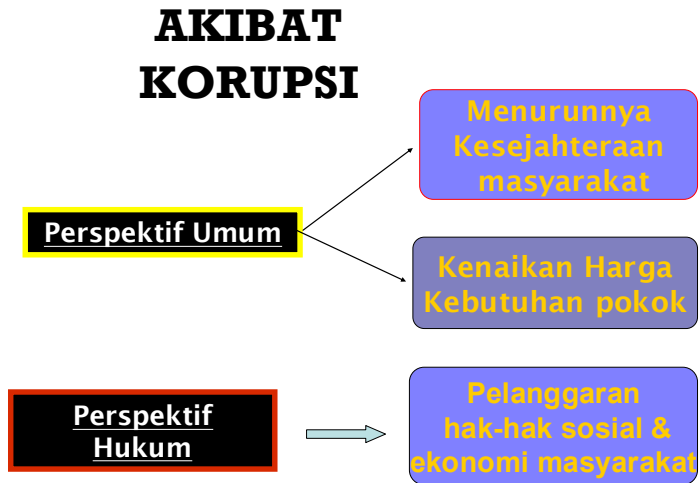 AKIBAT
KORUPSI
Menurunnya
Kesejahteraan
masyarakat
Perspektif Umum
Kenaikan Harga
Kebutuhan pokok
Perspektif
Hukum
Pelanggaran
hak-hak sosial &
ekonomi masyarakat